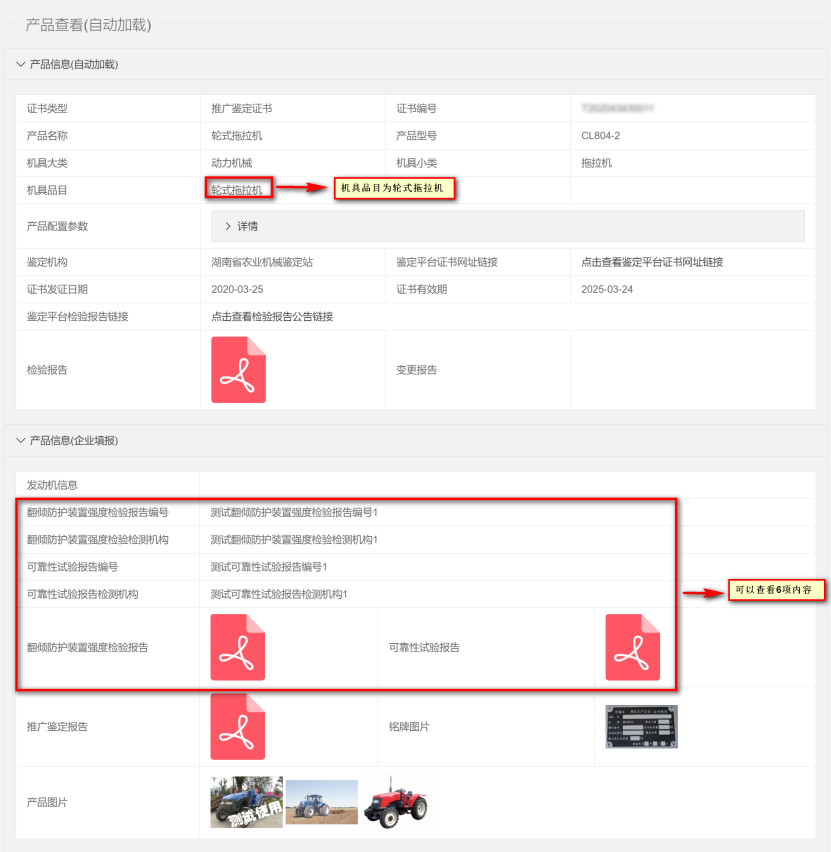 产品查看(自动加载)
产品信息(自动加载)
证书类型 推广鉴定证书 证书编号
产品名称 轮式拖拉机 产品型号 CL804-2
机具大类 动力机械 机具小类 拖拉机
机具品目 轮式拖拉机 机具品目为轮式拖拉机
产品配置参数 详情
鉴定机构 湖南省农业机械鉴定站 鉴定平台证书网址链接 点击查看鉴定平台证书网址链接
证书发证日期 2020-03-25 证书有效期 2025-03-24
鉴定平台检验报告链接 点击查看检验报告公告链接
检验报告 变更报告
产品信息(企业填报)
发动机信息
翻倾防护装置强度检验报告编号 测试翻倾防护装置强度检验报告编号1
翻倾防护装置强度检验检测机构 测试翻倾防护装置强度检验检测机构1
可靠性试验报告编号 测试可靠性试验报告编号1
可靠性试验报告检测机构 测试可靠性试验报告检测机构1
可以查看6项内容
翻倾防护装置强度检验报告 可靠性试验报告
推广鉴定报告 铭牌图片
产品图片 测试使用